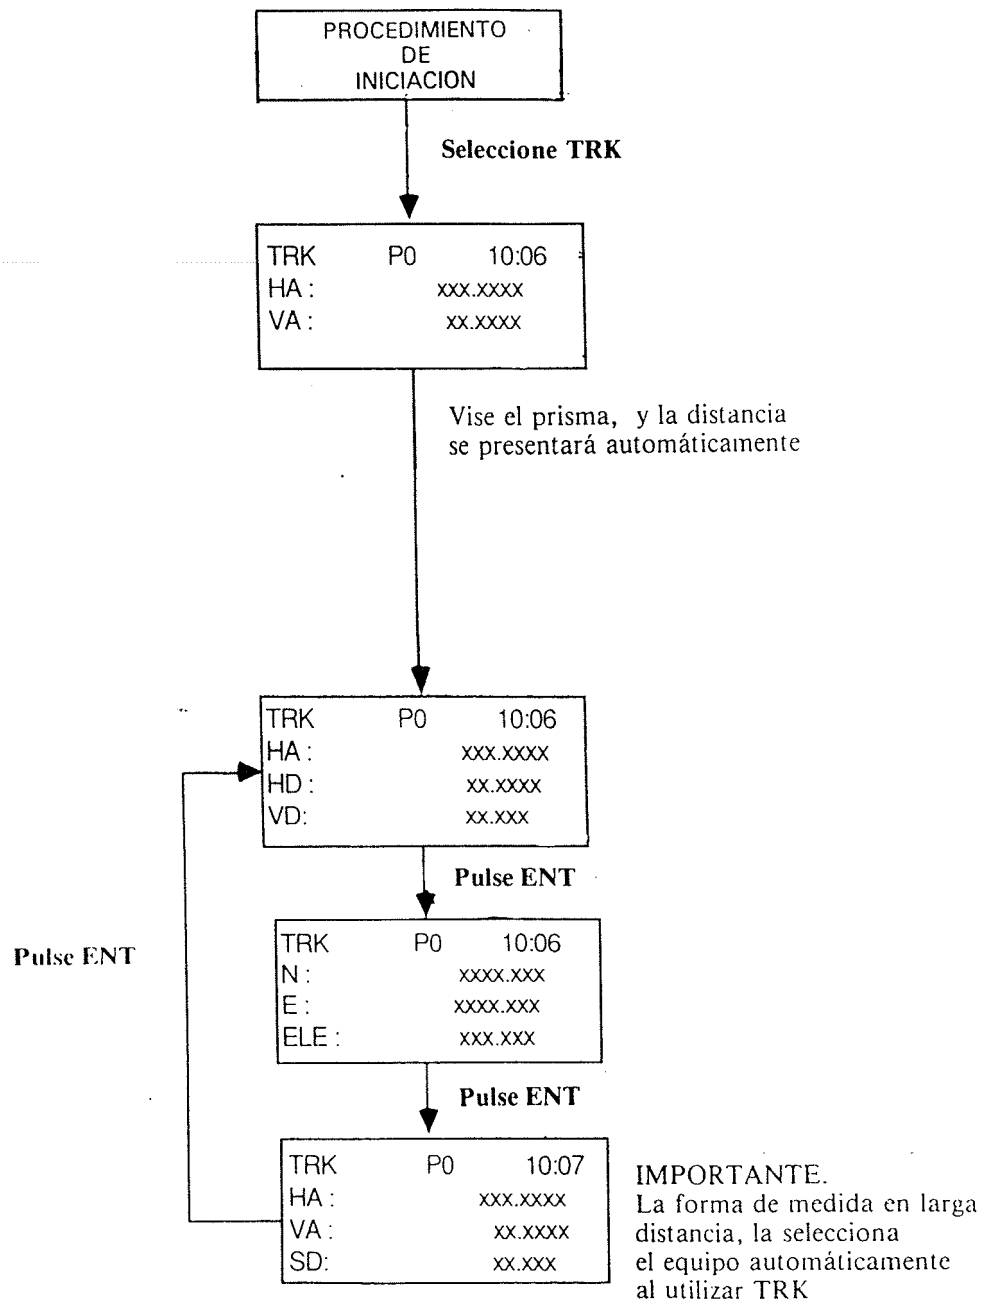 PROCEDIMIENTO
DE
INICIACION
Seleccione TRK
TRK P0 10:06
HA : xxx.xxxx
VA : xx.xxxx
Vise el prisma, y la distancia
se presentará automáticamente
TRK P0 10:06
HA : xxx.xxxx
HD : xx.xxxx
VD: xx.xxx
Pulse ENT
TRK P0 10:06
N : xxxx.xxx
E : xxxx.xxx
ELE : xxx.xxx
Pulse ENT
Pulse ENT
TRK P0 10:07
HA : xxx.xxxx
VA : xx.xxxx
SD: xx.xxx
IMPORTANTE.
La forma de medida en larga
distancia, la selecciona
el equipo automáticamente
al utilizar TRK